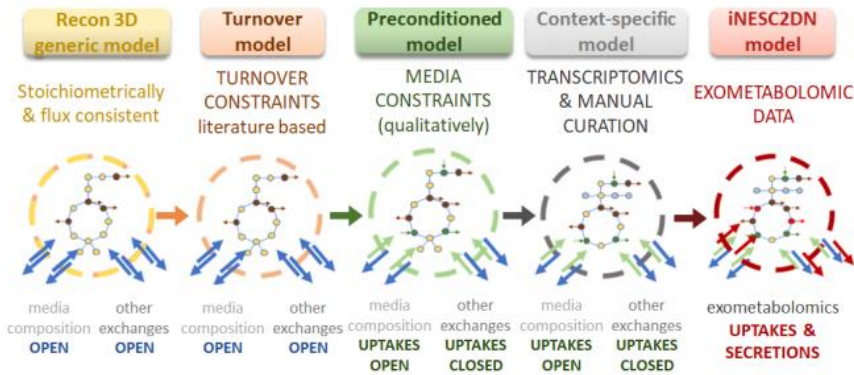 Recon 3D
generic model
Turnover
model
Preconditioned
model
Context-specific
model
iNESC2DN
model
Stoichiometrically
& flux consistent
TURNOVER
CONSTRAINTS
literature based
MEDIA
CONSTRAINTS
(qualitatively)
TRANSCRIPTOMICS
& MANUAL
CURATION
EXOMETABOLOMIC
DATA
media
composition
OPEN
other
exchanges
OPEN
media
composition
OPEN
other
exchanges
OPEN
media
composition
UPTAKES
OPEN
other
exchanges
UPTAKES
CLOSED
media
composition
UPTAKES
OPEN
other
exchanges
UPTAKES
CLOSED
exometabolomics
UPTAKES &
SECRETIONS